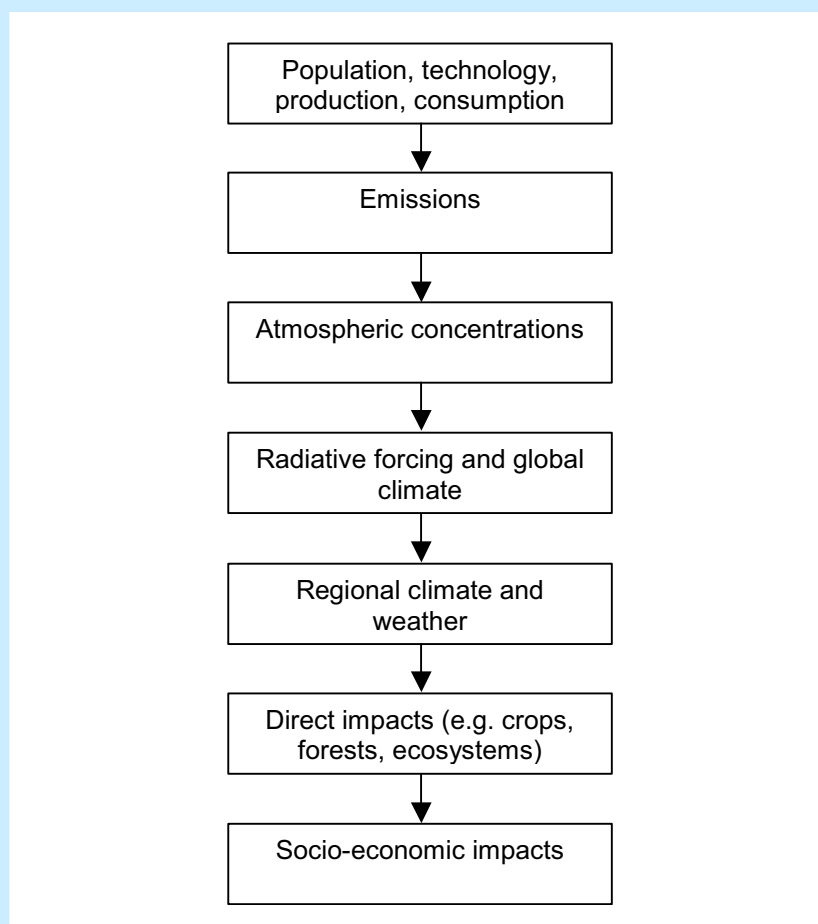 Population, technology,
production, consumption
Emissions
Atmospheric concentrations
Radiative forcing and global
climate
Regional climate and
weather
Direct impacts (e.g. crops,
forests, ecosystems)
Socio-economic impacts